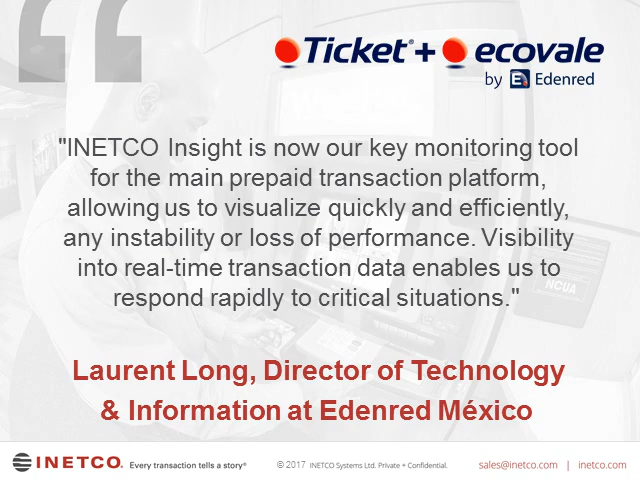 Ticket® + ecovale
by Edenred
"INETCO Insight is now our key monitoring tool
for the main prepaid transaction platform,
allowing us to visualize quickly and efficiently,
any instability or loss of performance. Visibility
into real-time transaction data enables us to
respond rapidly to critical situations."
NCUA
Laurent Long, Director of Technology
& Information at Edenred México
INETCO. Every transaction tells a story® © 2017 INETCO Systems Ltd. Private + Confidential. sales@inetco.com | inetco.com